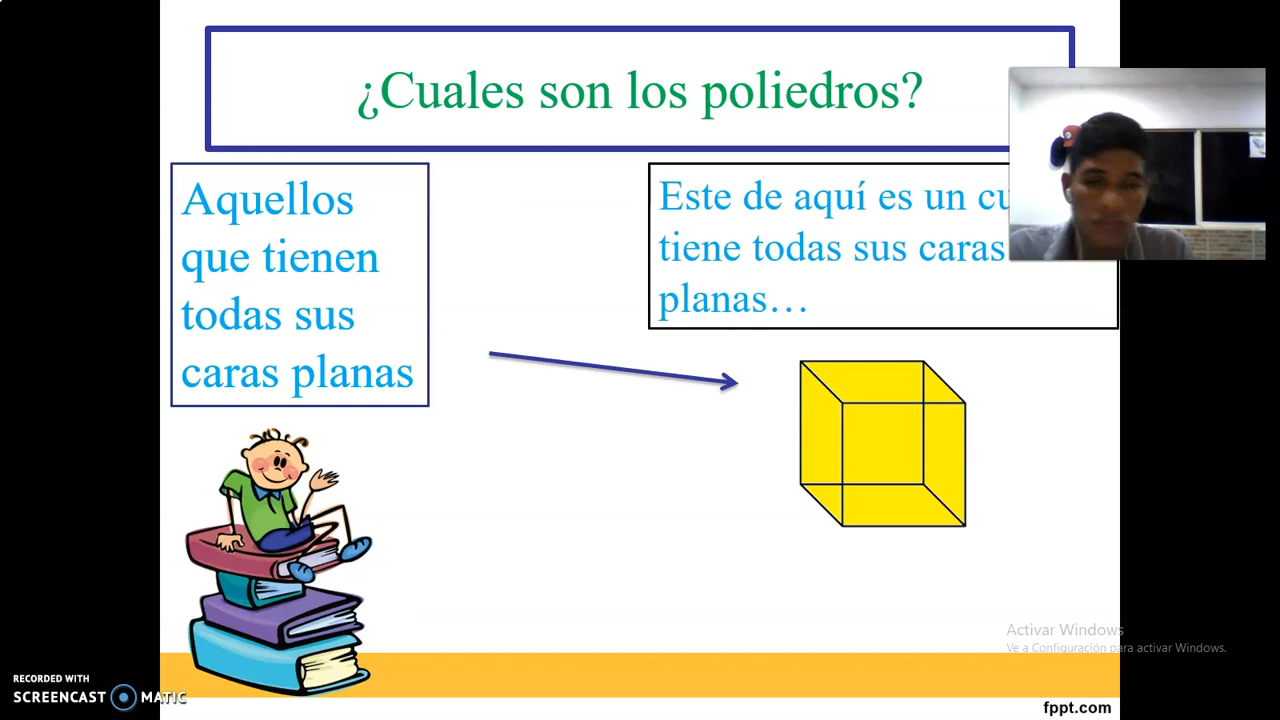 ¿Cuales son los poliedros?
Aquellos
que tienen
todas sus
caras planas
Este de aquí es un
tiene todas sus caras
planas…
Activar Windows
Ve a Configuración para activar Windows.
RECORDED WITH
SCREENCAST MATIC
fppt.com